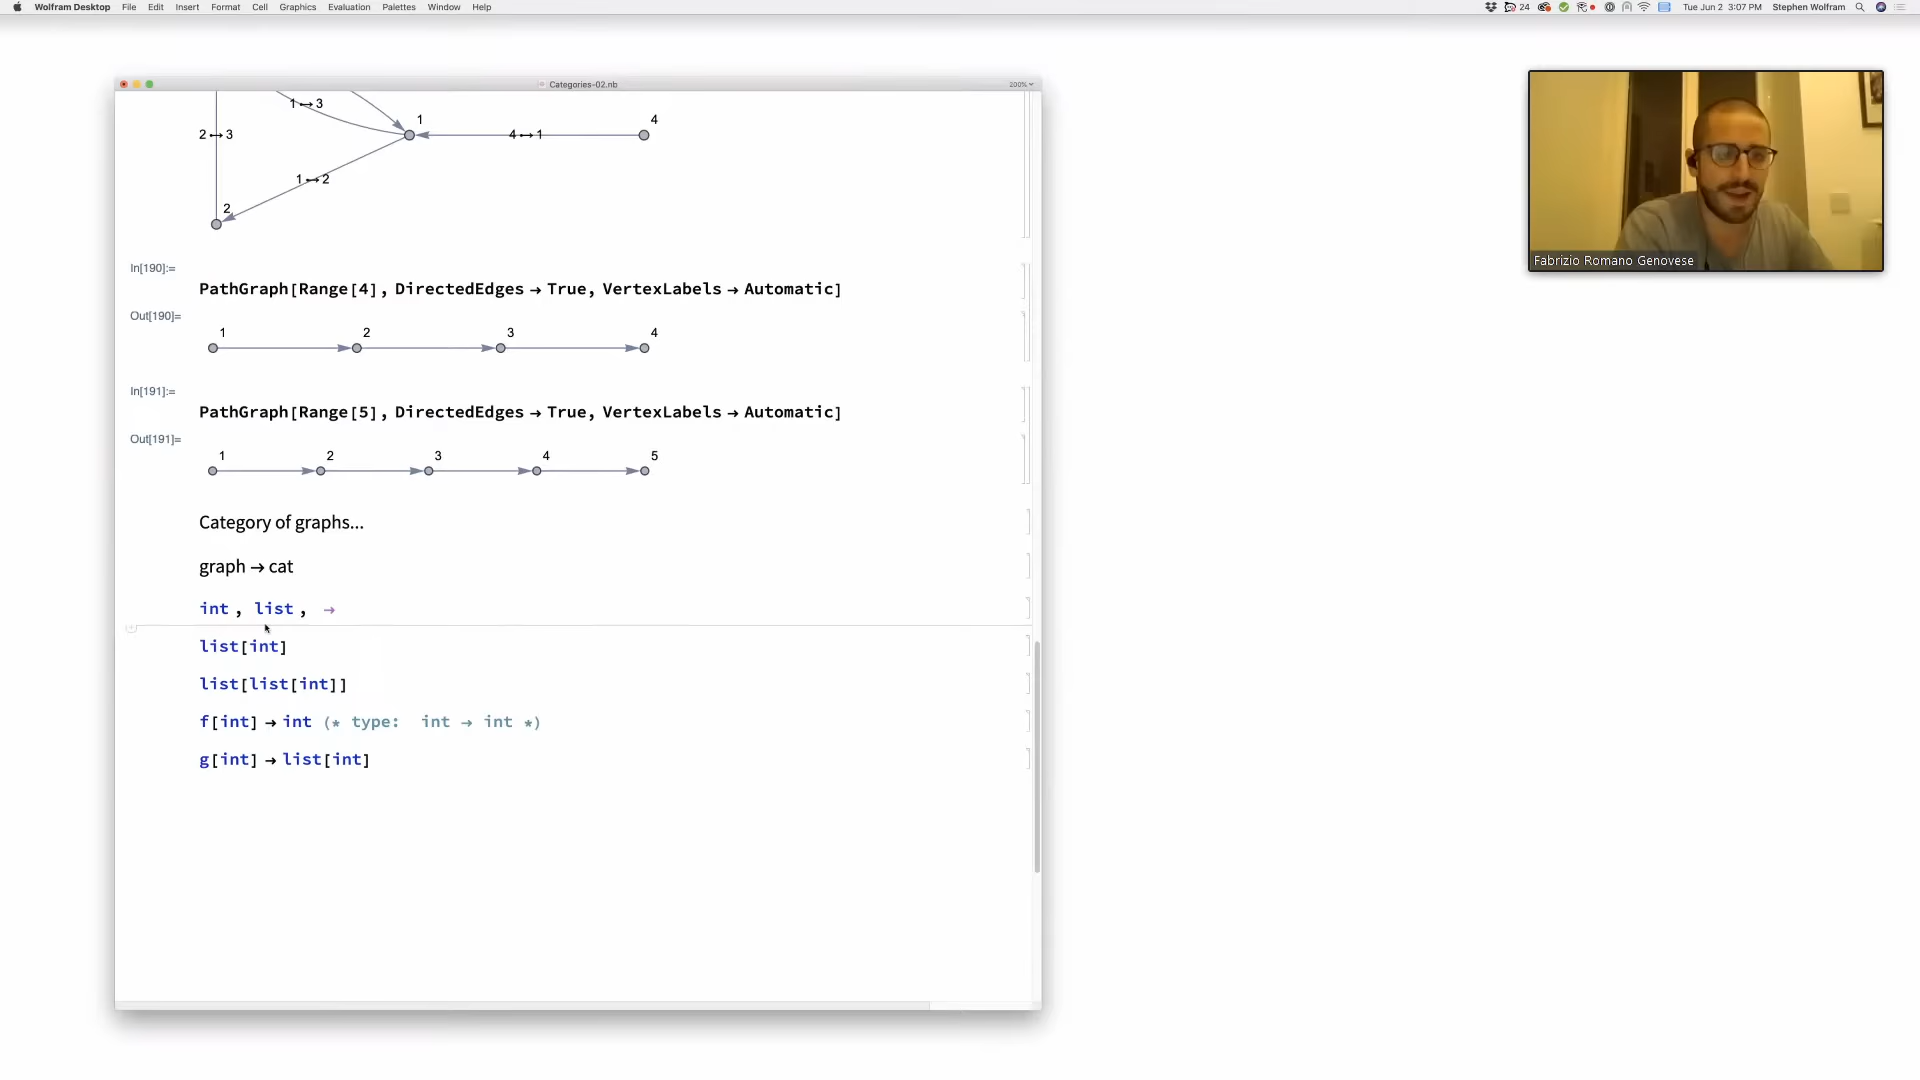 Wolfram Desktop File Edit Insert Format Cell Graphics Evaluation Palettes Window Help
24 Tue Jun 2 3:07 PM Stephen Wolfram
Categories-02.nb
200%
1 ↦ 3
1
4
2 ↦ 3
4 ↦ 1
1 ↦ 2
2
In[190]:=
PathGraph[Range[4], DirectedEdges → True, VertexLabels → Automatic]
Out[190]=
1 2 3 4
In[191]:=
PathGraph[Range[5], DirectedEdges → True, VertexLabels → Automatic]
Out[191]=
1 2 3 4 5
Category of graphs...
graph → cat
int , list , →
list[int]
list[list[int]]
f[int] → int (* type: int → int *)
g[int] → list[int]
Fabrizio Romano Genovese